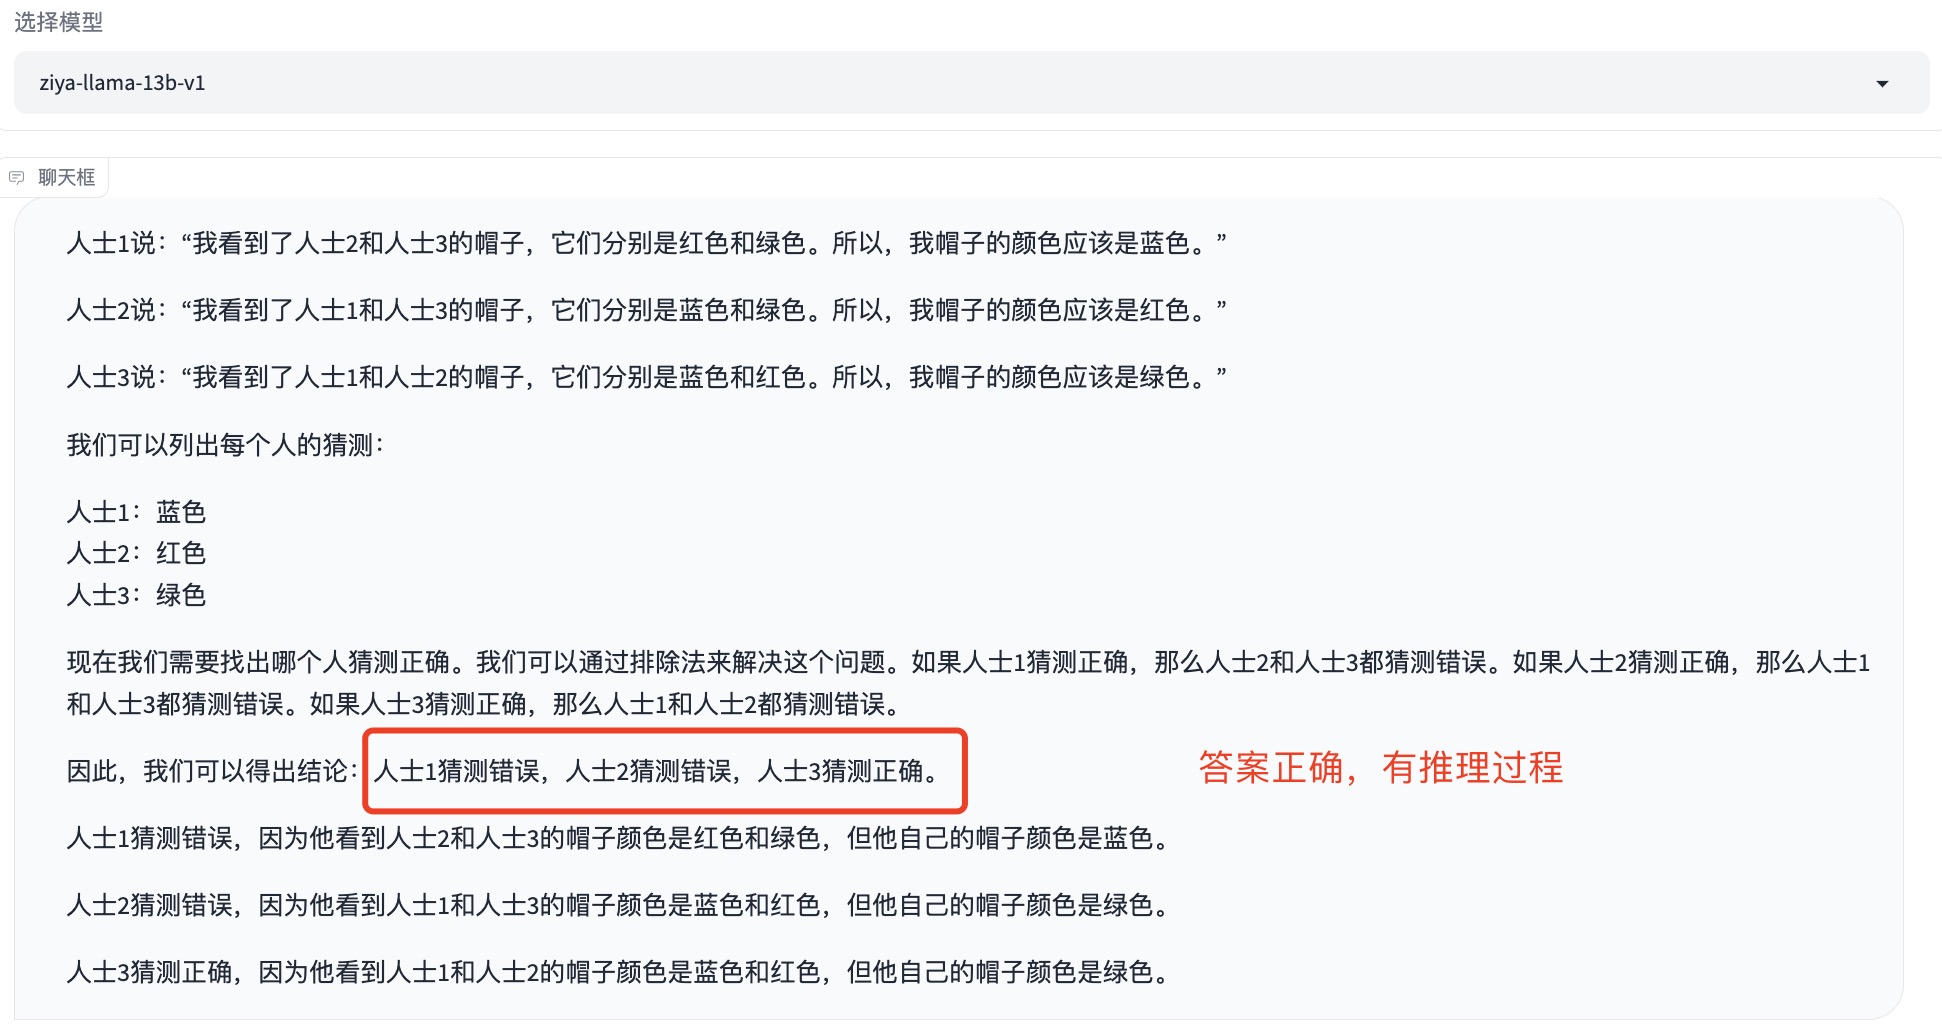 选择模型
ziya-llama-13b-v1
聊天框
人士1说：“我看到了人士2和人士3的帽子，它们分别是红色和绿色。所以，我帽子的颜色应该是蓝色。”
人士2说：“我看到了人士1和人士3的帽子，它们分别是蓝色和绿色。所以，我帽子的颜色应该是红色。”
人士3说：“我看到了人士1和人士2的帽子，它们分别是蓝色和红色。所以，我帽子的颜色应该是绿色。”
我们可以列出每个人的猜测：
人士1：蓝色
人士2：红色
人士3：绿色
现在我们需要找出哪个人猜测正确。我们可以通过排除法来解决这个问题。如果人士1猜测正确，那么人士2和人士3都猜测错误。如果人士2猜测正确，那么人士1
和人士3都猜测错误。如果人士3猜测正确，那么人士1和人士2都猜测错误。
因此，我们可以得出结论：人士1猜测错误，人士2猜测错误，人士3猜测正确。
答案正确，有推理过程
人士1猜测错误，因为他看到人士2和人士3的帽子颜色是红色和绿色，但他自己的帽子颜色是蓝色。
人士2猜测错误，因为他看到人士1和人士3的帽子颜色是蓝色和红色，但他自己的帽子颜色是绿色。
人士3猜测正确，因为他看到人士1和人士2的帽子颜色是蓝色和红色，但他自己的帽子颜色是绿色。